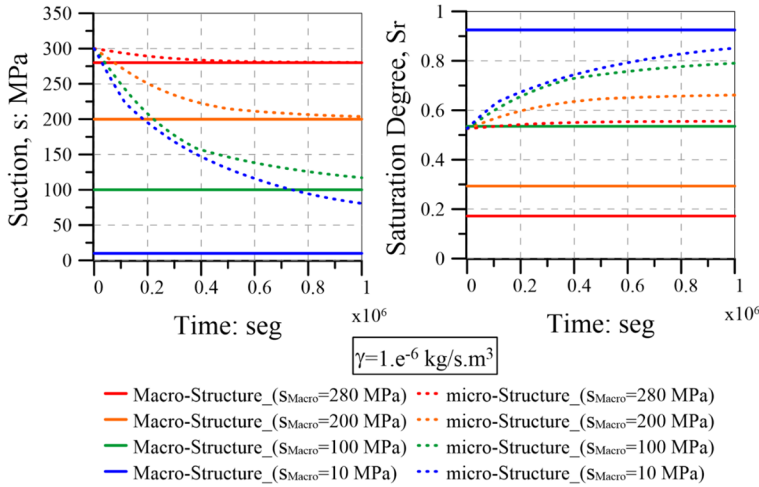 350
300
250
200
150
100
50
0
Suction, s: MPa
0 0.2 0.4 0.6 0.8 1
x10⁶
Time: seg
1
0.8
0.6
0.4
0.2
0
Saturation Degree, Sr
0 0.2 0.4 0.6 0.8 1
x10⁶
Time: seg
γ=1.e⁻⁶ kg/s.m³
Macro-Structure_(sMacro=280 MPa) micro-Structure_(sMacro=280 MPa)
Macro-Structure_(sMacro=200 MPa) micro-Structure_(sMacro=200 MPa)
Macro-Structure_(sMacro=100 MPa) micro-Structure_(sMacro=100 MPa)
Macro-Structure_(sMacro=10 MPa) micro-Structure_(sMacro=10 MPa)